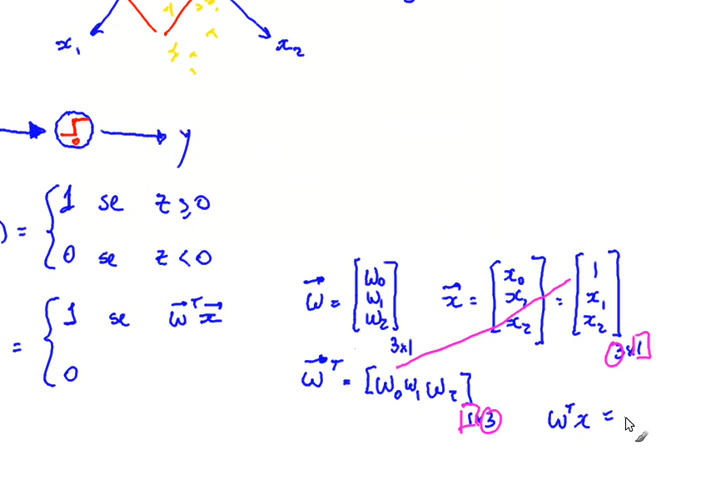 x₁ x₂
y
) = { 1 se z ≥ 0
0 se z < 0
= { 1 se w⃗ᵀx⃗
0
w⃗ = [w₀ w₁ w₂] 3x1 x⃗ = [x₀ x₁ x₂] = [1 x₁ x₂] 3x1
w⃗ᵀ = [w₀ w₁ w₂] 1x3
wᵀx =